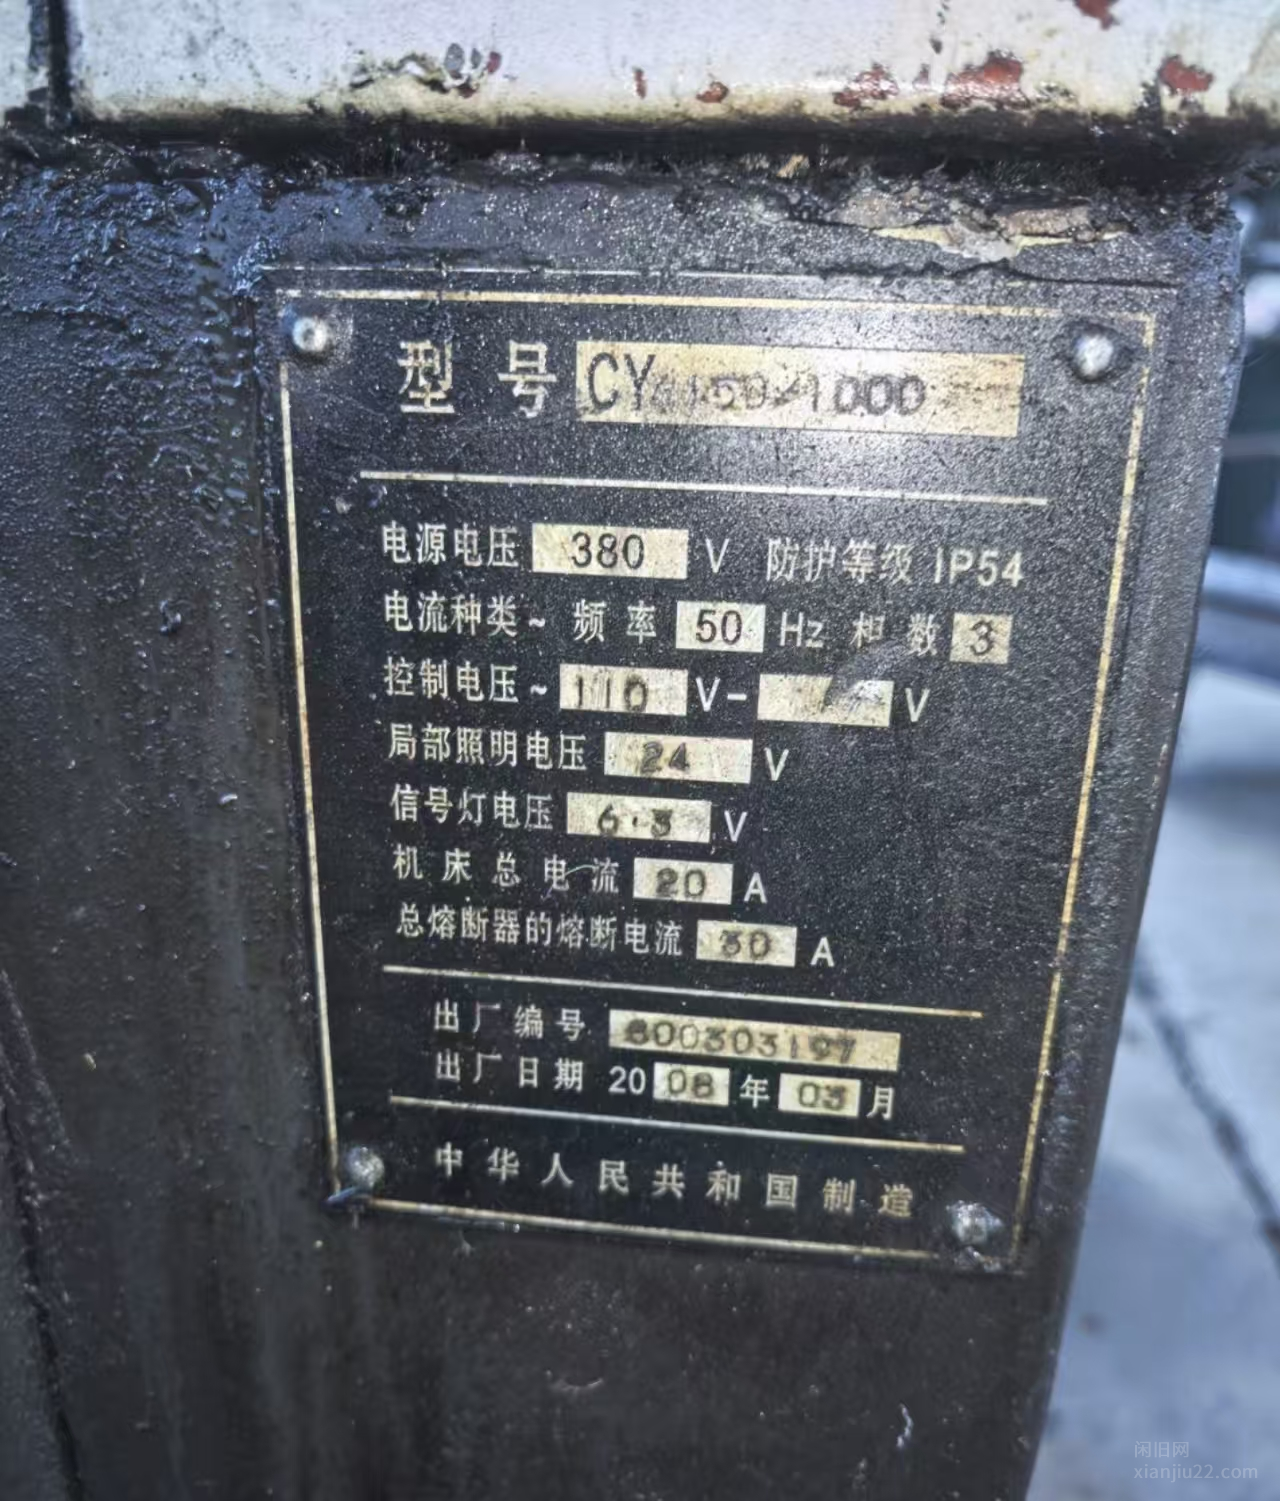 型号 CY6150/1000
电源电压 380 V 防护等级 IP54
电流种类~ 频率 50 Hz 相数 3
控制电压~ 110 V- / V
局部照明电压 24 V
信号灯电压 6.3 V
机床总电流 20 A
总熔断器的熔断电流 30 A
出厂编号 800303197
出厂日期 2008年03月
中华人民共和国制造
闲旧网
xianjiu22.com